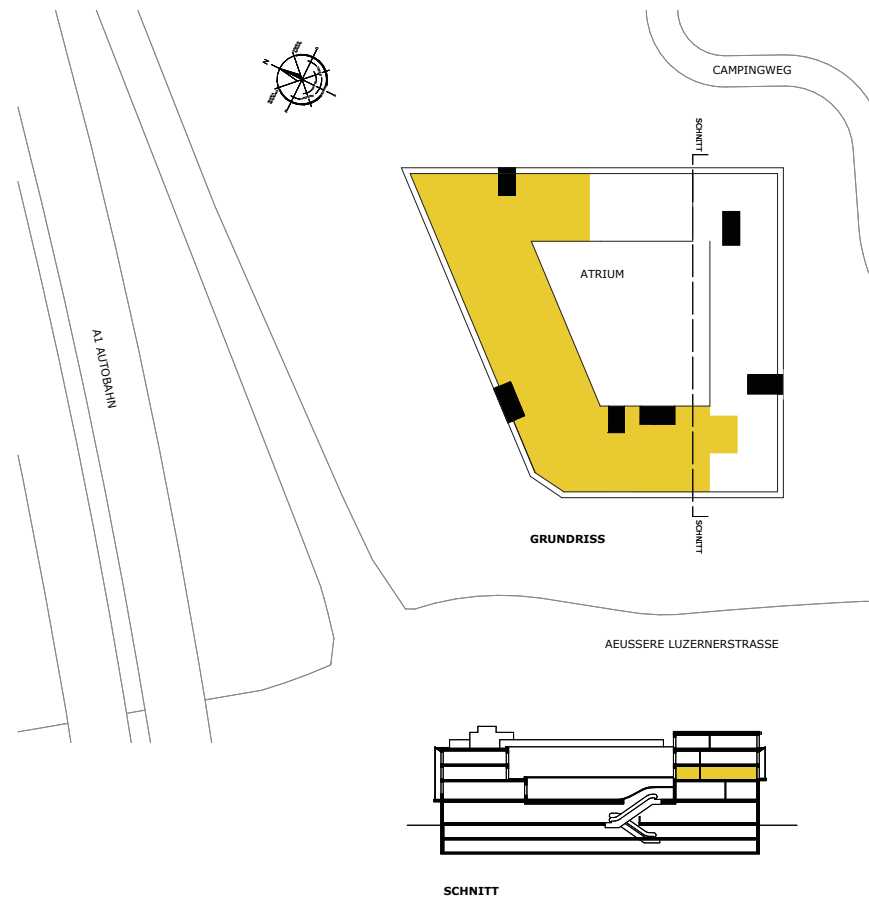 N
CAMPINGWEG
SCHNITT
ATRIUM
A1 AUTOBAHN
SCHNITT
GRUNDRISS
AEUSSERE LUZERNERSTRASSE
SCHNITT